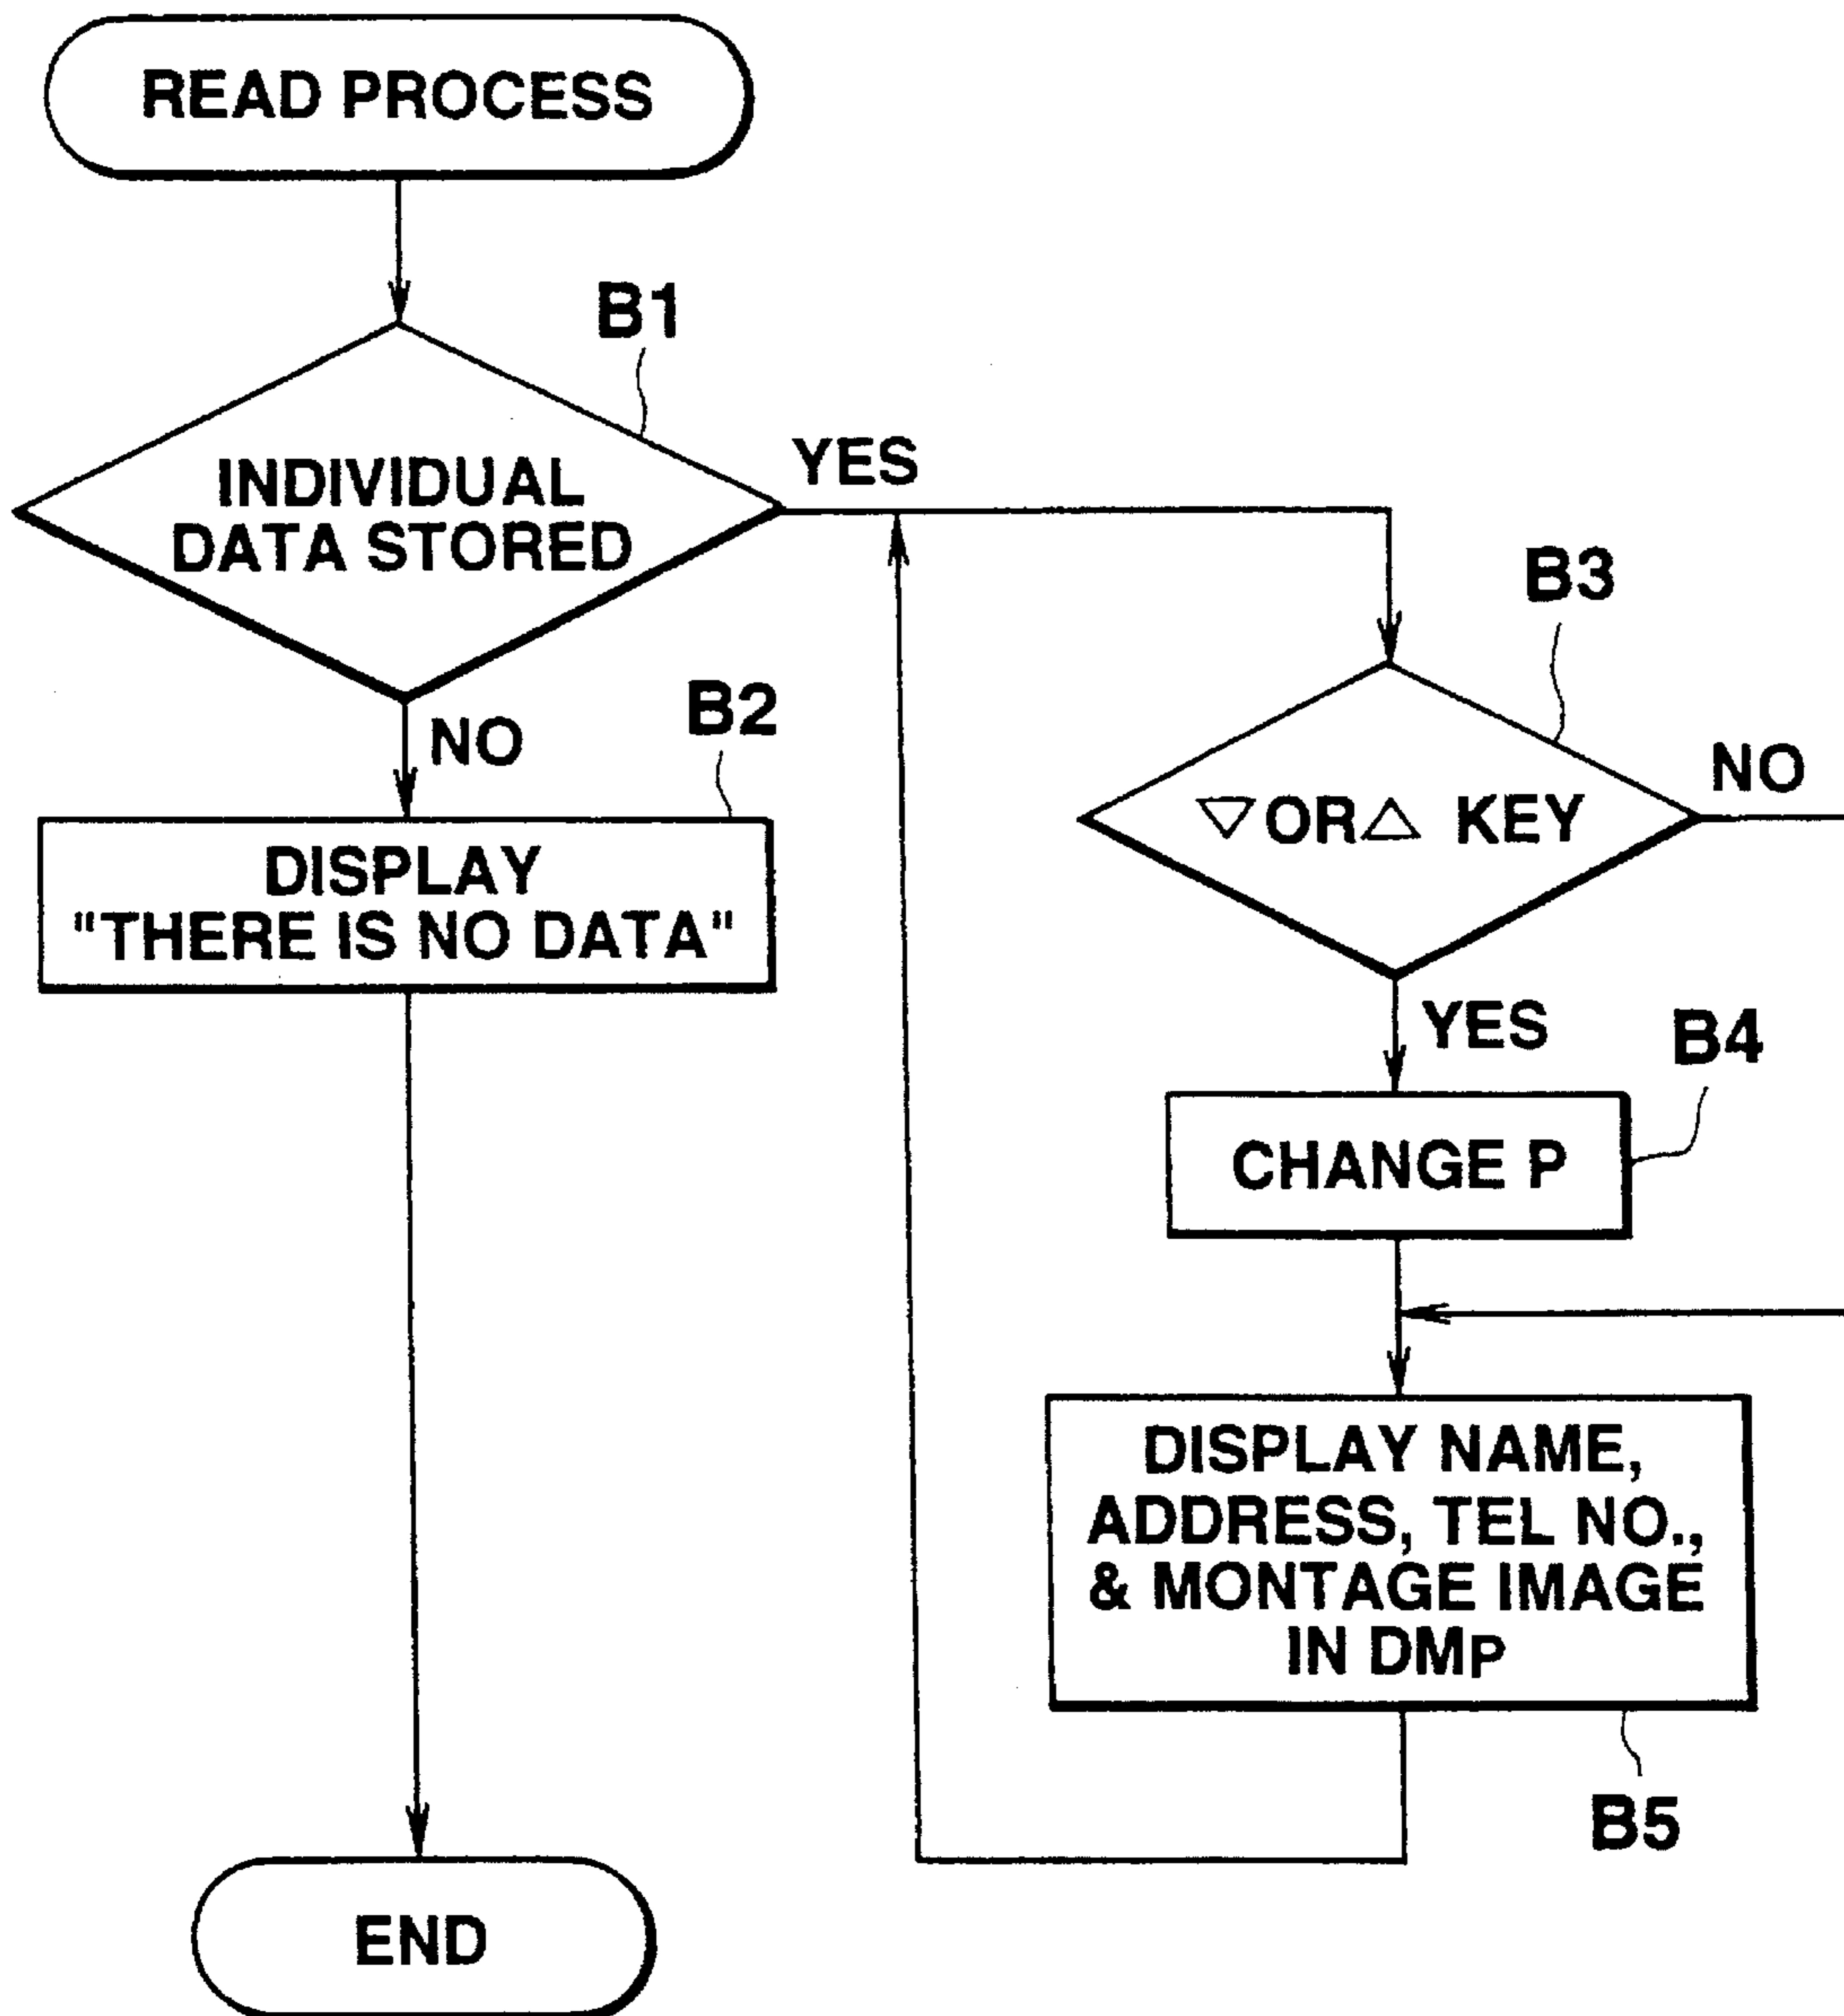 READ PROCESS
B1
INDIVIDUAL
DATA STORED
YES
NO
B2
DISPLAY
"THERE IS NO DATA"
B3
▽ OR △ KEY
NO
YES
B4
CHANGE P
DISPLAY NAME,
ADDRESS, TEL NO.,
& MONTAGE IMAGE
IN DMP
B5
END